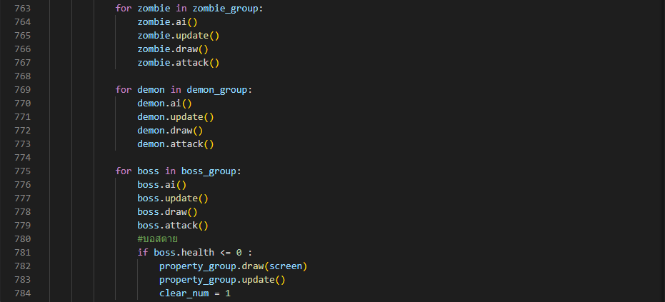 763 for zombie in zombie_group:
764 zombie.ai()
765 zombie.update()
766 zombie.draw()
767 zombie.attack()
768
769 for demon in demon_group:
770 demon.ai()
771 demon.update()
772 demon.draw()
773 demon.attack()
774
775 for boss in boss_group:
776 boss.ai()
777 boss.update()
778 boss.draw()
779 boss.attack()
780 #บอสตาย
781 if boss.health <= 0 :
782 property_group.draw(screen)
783 property_group.update()
784 clear_num = 1